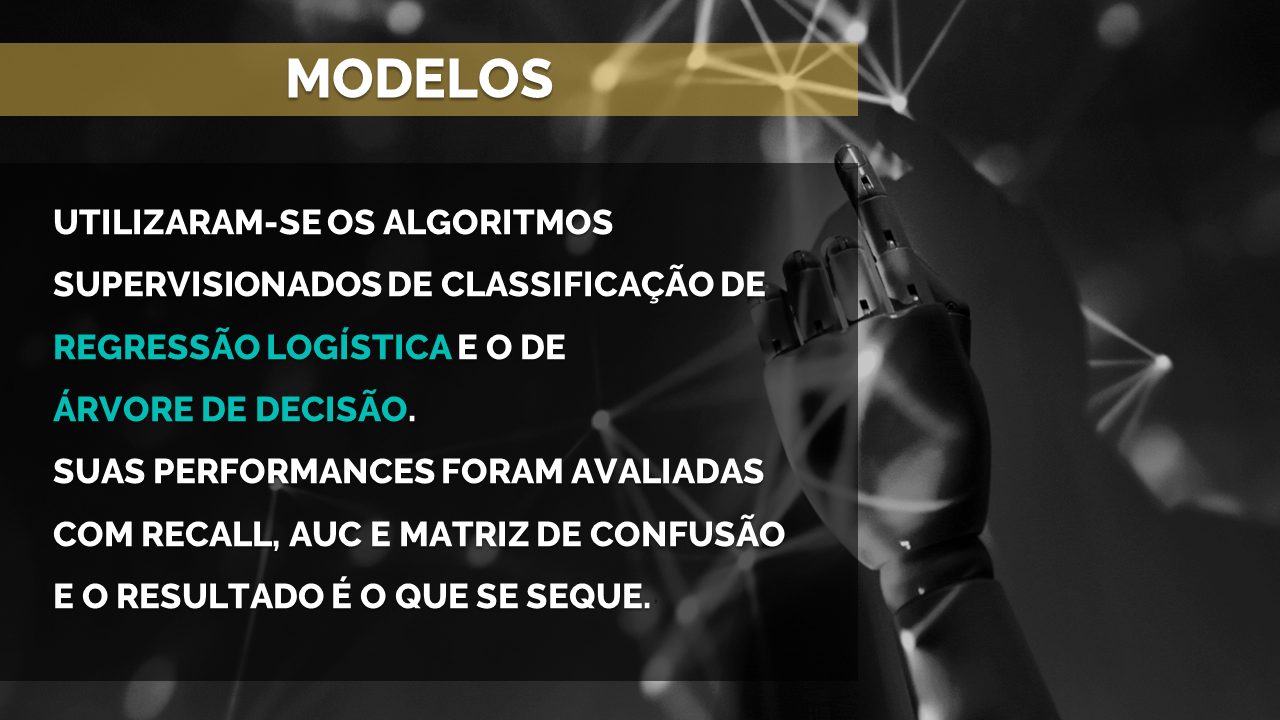 MODELOS
UTILIZARAM-SE OS ALGORITMOS
SUPERVISIONADOS DE CLASSIFICAÇÃO DE
REGRESSÃO LOGÍSTICA E O DE
ÁRVORE DE DECISÃO.
SUAS PERFORMANCES FORAM AVALIADAS
COM RECALL, AUC E MATRIZ DE CONFUSÃO
E O RESULTADO É O QUE SE SEQUE.